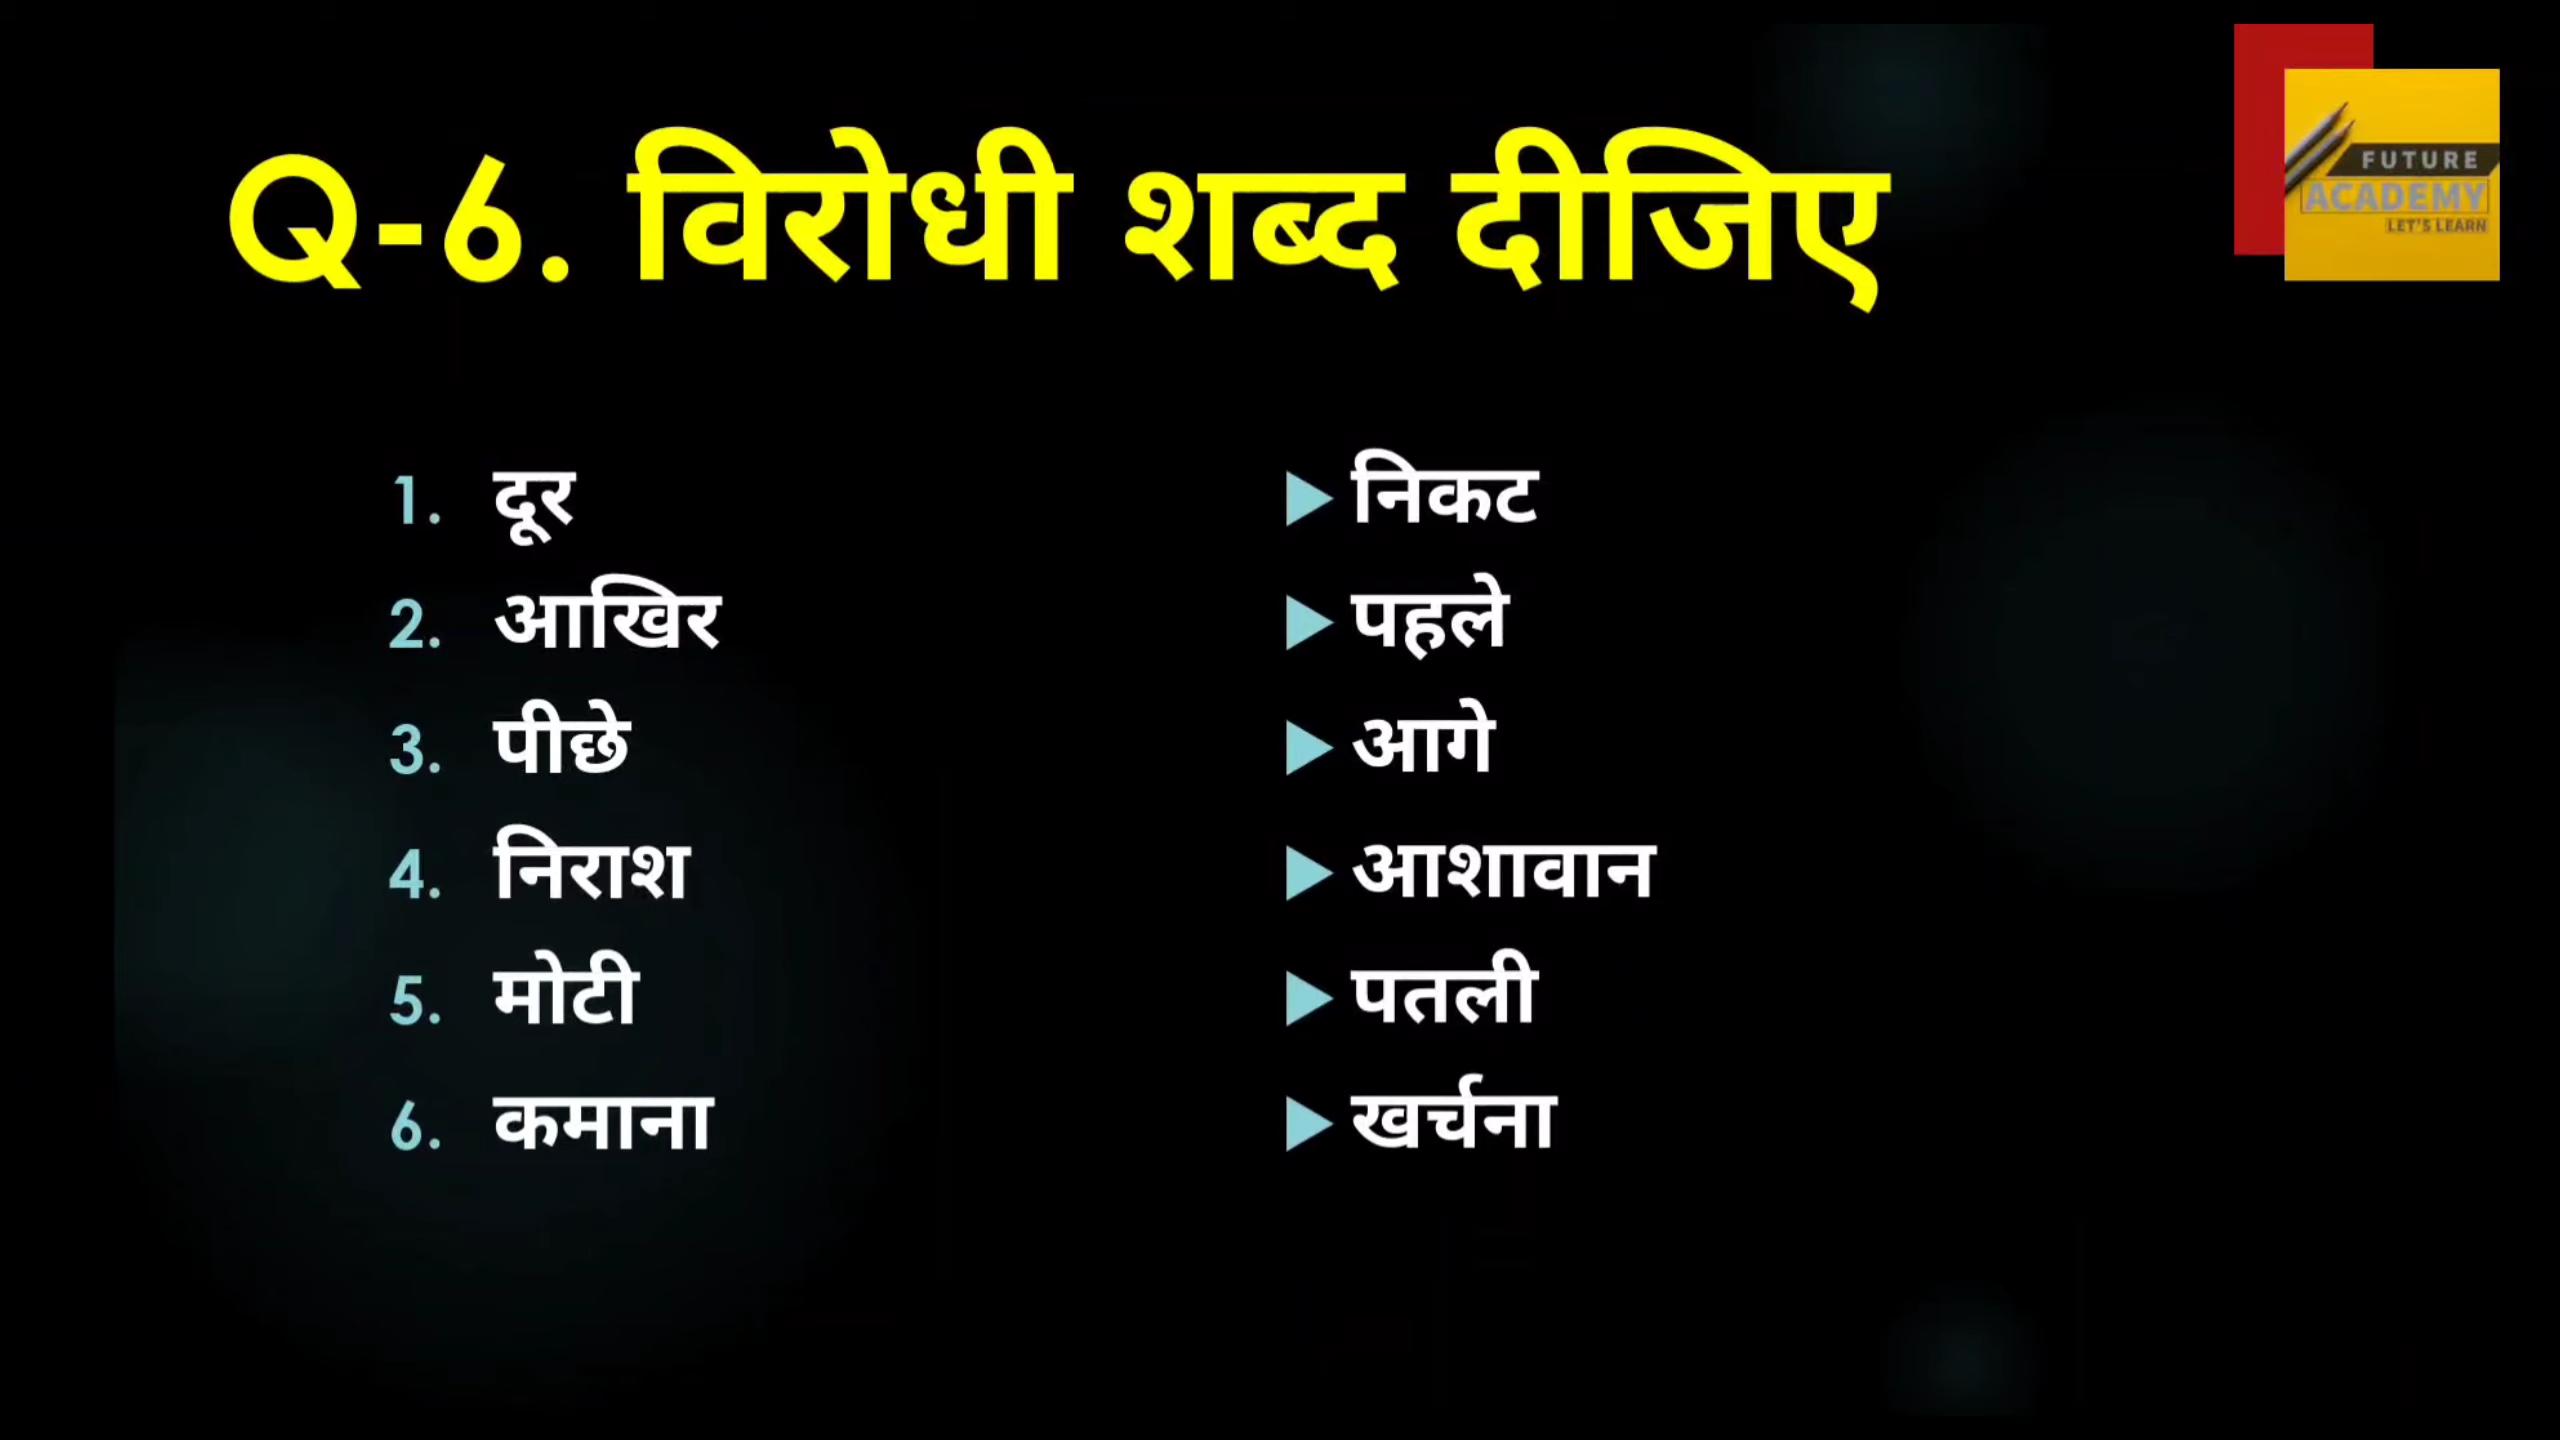 Q-6. विरोधी शब्द दीजिए
FUTURE
ACADEMY
LET'S LEARN
1. दूर
▶ निकट
2. आखिर
▶ पहले
3. पीछे
▶ आगे
4. निराश
▶ आशावान
5. मोटी
▶ पतली
6. कमाना
▶ खर्चना